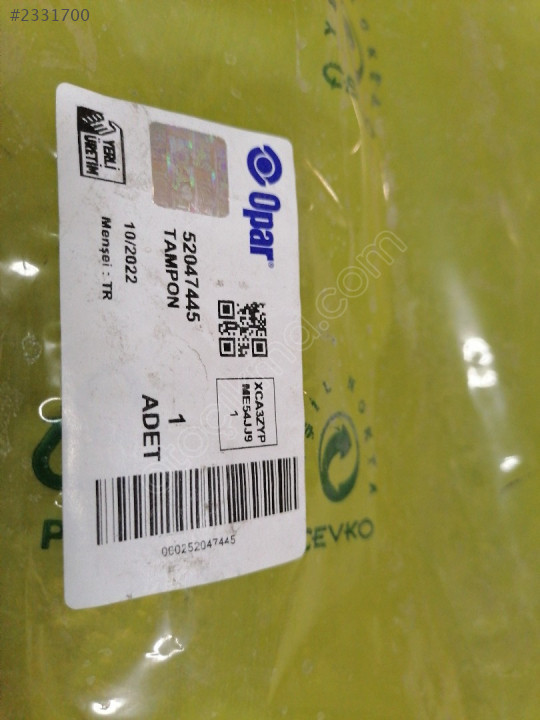 #2331700
Opar®
YERLİ
ÜRETİM
52047445
TAMPON
10/2022
Menşei : TR
XCA3ZYP
ME54JJ9
1
1
ADET
000252047445
ÇEVKO